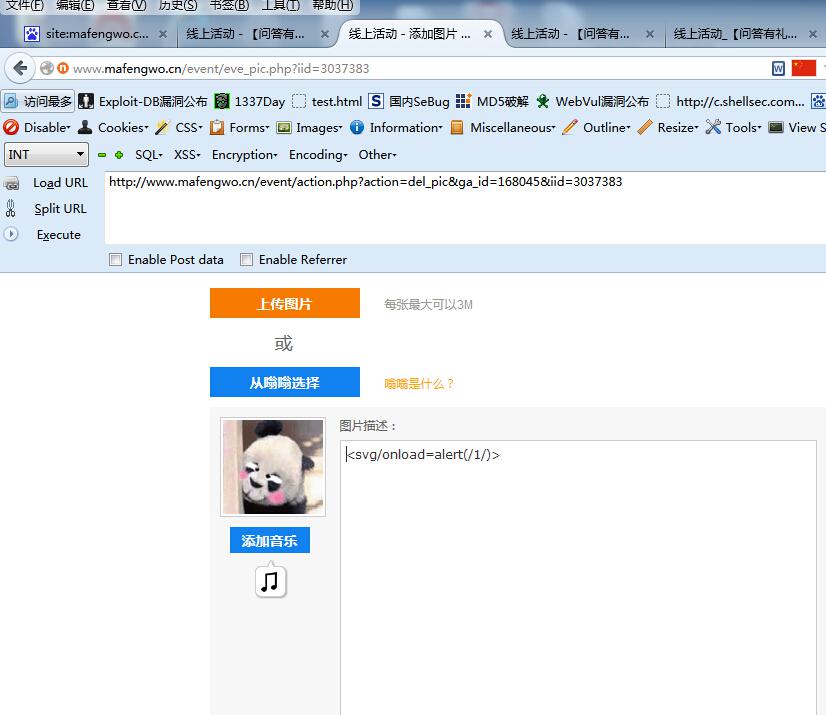 文件(F) 编辑(E) 查看(V) 历史(S) 书签(B) 工具(T) 帮助(H)
site:mafengwo.c... × 线上活动 - 【问答有... × 线上活动 - 添加图片 ... × 线上活动 - 【问答有... × 线上活动_【问答有礼... ×
www.mafengwo.cn/event/eve_pic.php?iid=3037383
访问最多 Exploit-DB漏洞公布 1337Day test.html 国内SeBug MD5破解 WebVul漏洞公布 http://c.shellsec.com...
Disable Cookies CSS Forms Images Information Miscellaneous Outline Resize Tools View S
INT SQL XSS Encryption Encoding Other
Load URL http://www.mafengwo.cn/event/action.php?action=del_pic&ga_id=168045&iid=3037383
Split URL
Execute
Enable Post data Enable Referrer
上传图片 每张最大可以3M
或
从嗡嗡选择 嗡嗡是什么？
图片描述：
<svg/onload=alert(/1/)>
添加音乐